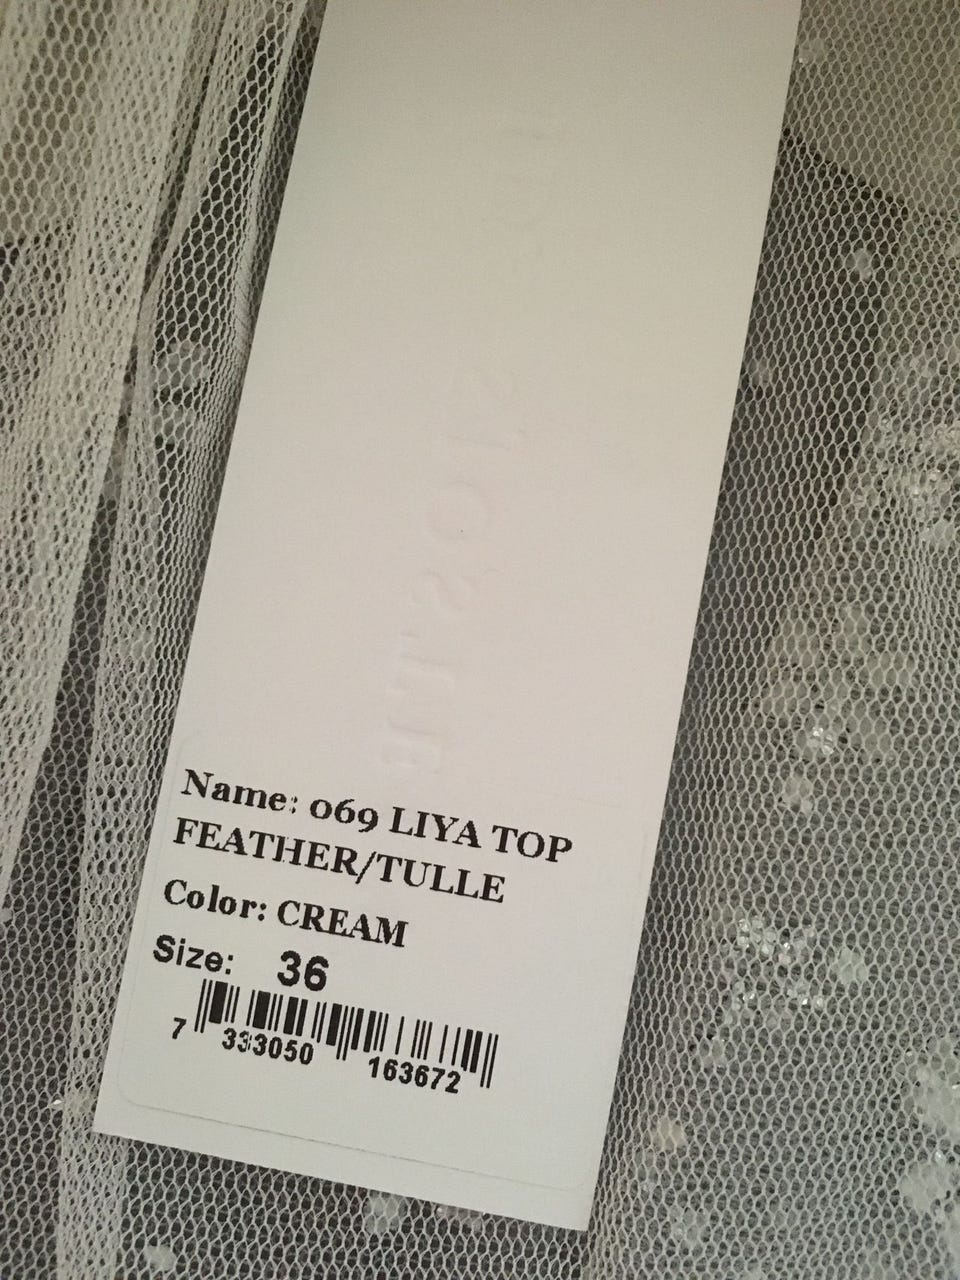 Name: 069 LIYA TOP
FEATHER/TULLE
Color: CREAM
Size: 36
7 333050 163672